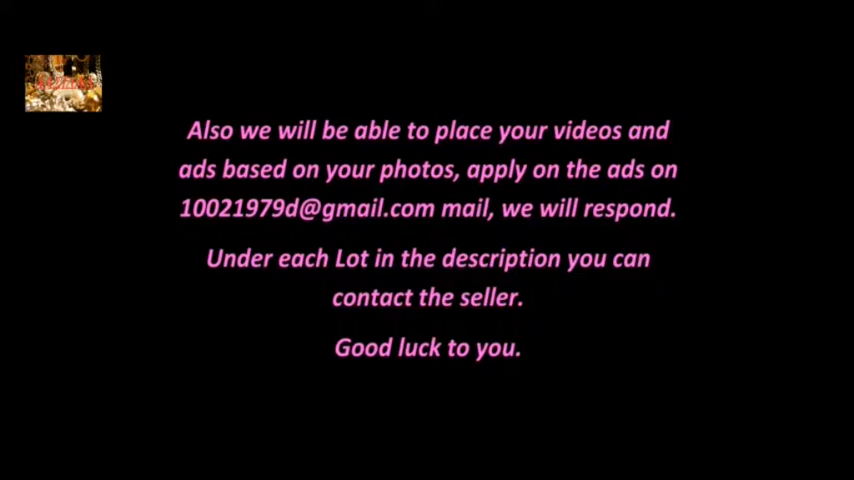 Also we will be able to place your videos and
ads based on your photos, apply on the ads on
10021979d@gmail.com mail, we will respond.
Under each Lot in the description you can
contact the seller.
Good luck to you.